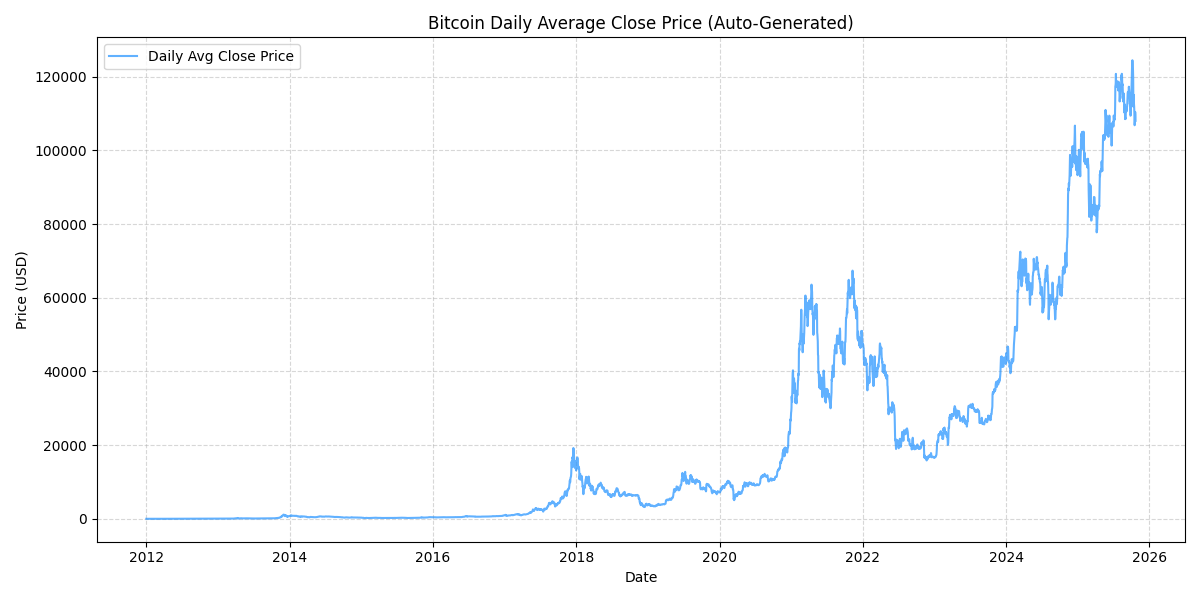 Bitcoin Daily Average Close Price (Auto-Generated)
Daily Avg Close Price
Price (USD)
120000
100000
80000
60000
40000
20000
0
2012 2014 2016 2018 2020 2022 2024 2026
Date